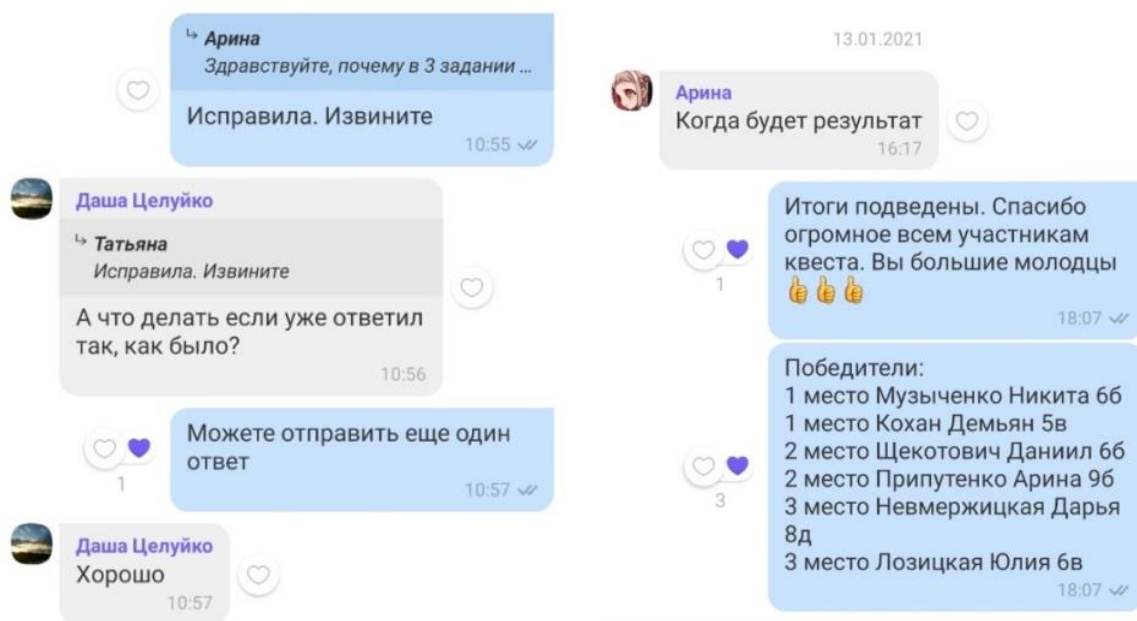 Арина
Здравствуйте, почему в 3 задании ...
Исправила. Извините
10:55
Даша Целуйко
Татьяна
Исправила. Извините
А что делать если уже ответил
так, как было?
10:56
Можете отправить еще один
ответ
1
10:57
Даша Целуйко
Хорошо
10:57
13.01.2021
Арина
Когда будет результат
16:17
Итоги подведены. Спасибо
огромное всем участникам
квеста. Вы большие молодцы
1
18:07
Победители:
1 место Музыченко Никита 6б
1 место Кохан Демьян 5в
2 место Щекотович Даниил 6б
2 место Припутенко Арина 9б
3 место Невмержицкая Дарья
8д
3 место Лозицкая Юлия 6в
3
18:07